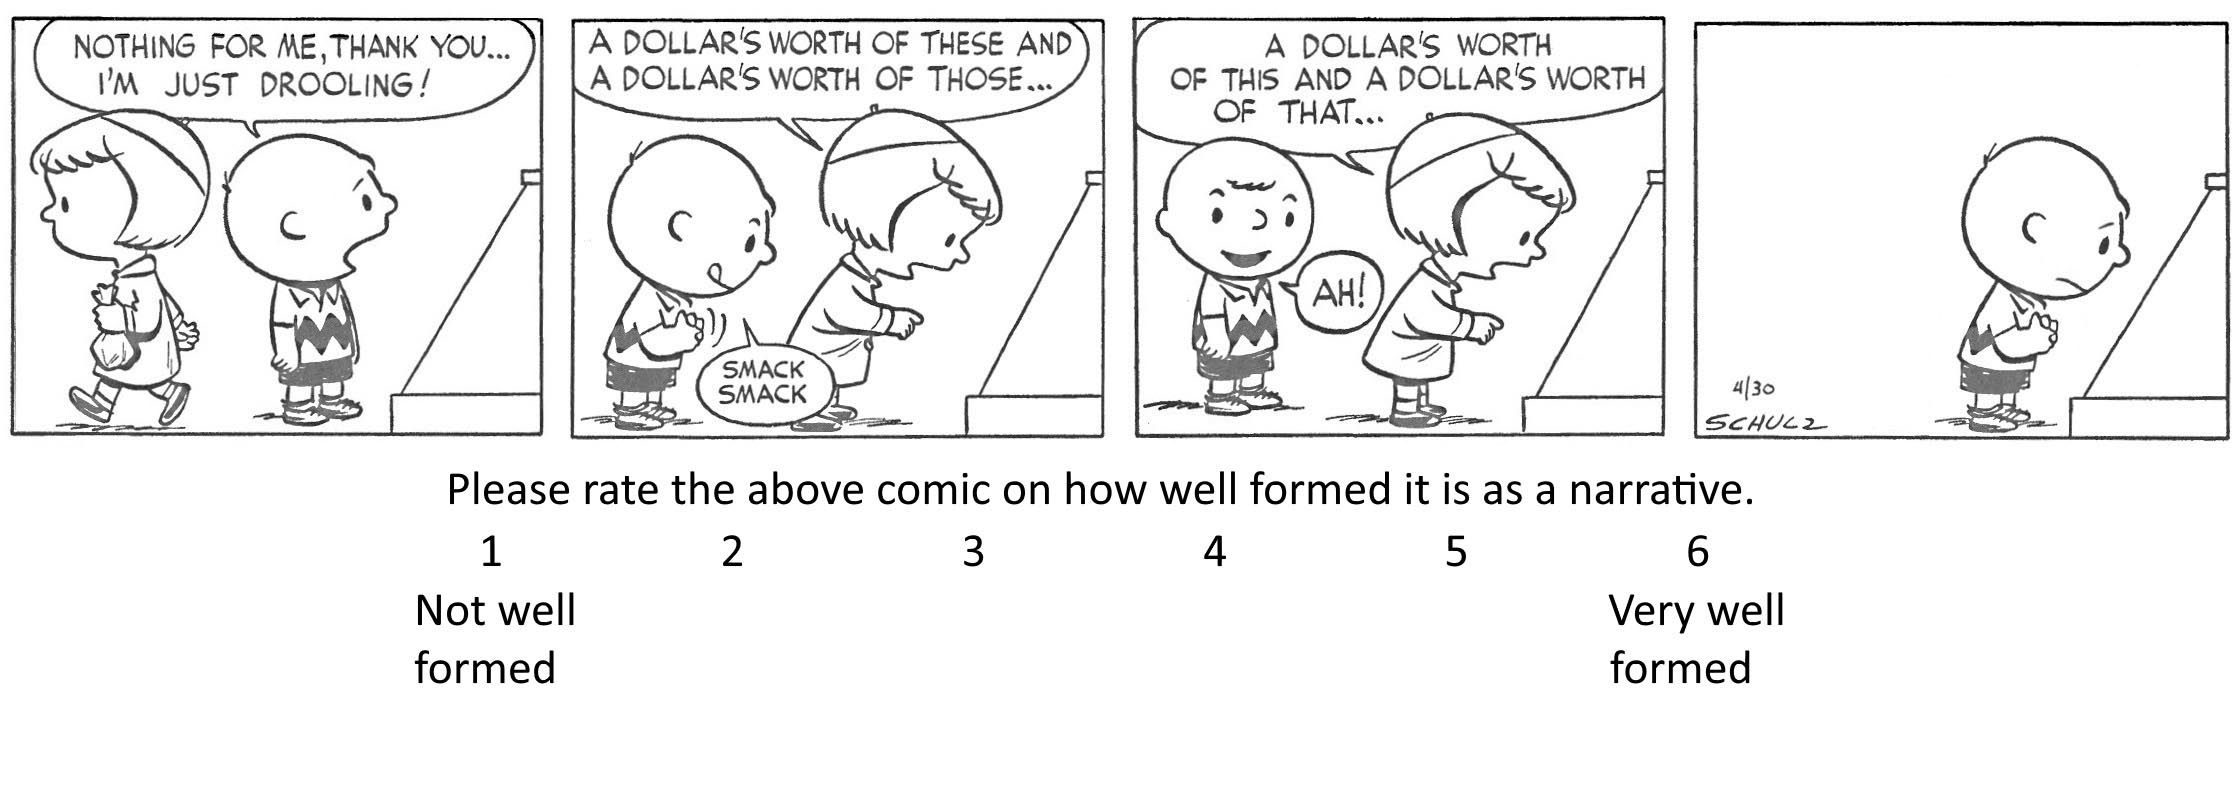 NOTHING FOR ME, THANK YOU...
I'M JUST DROOLING!
A DOLLAR'S WORTH OF THESE AND
A DOLLAR'S WORTH OF THOSE...
SMACK
SMACK
A DOLLAR'S WORTH
OF THIS AND A DOLLAR'S WORTH
OF THAT...
AH!
4/30
SCHULZ
Please rate the above comic on how well formed it is as a narrative.
1 2 3 4 5 6
Not well
formed
Very well
formed